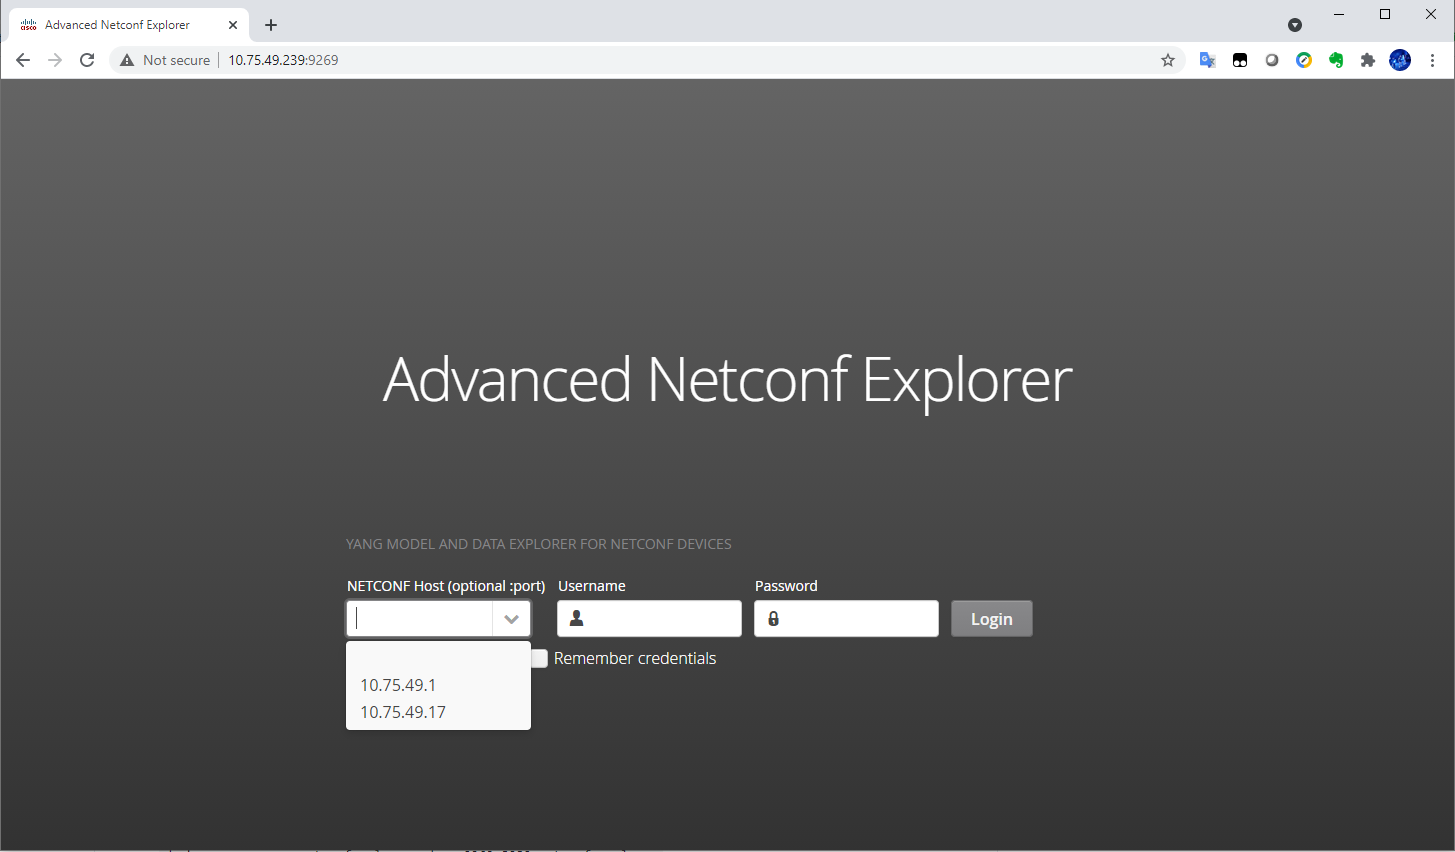 Advanced Netconf Explorer
Not secure
10.75.49.239:9269
Advanced Netconf Explorer
YANG MODEL AND DATA EXPLORER FOR NETCONF DEVICES
NETCONF Host (optional :port) Username Password
Login
Remember credentials
10.75.49.1
10.75.49.17